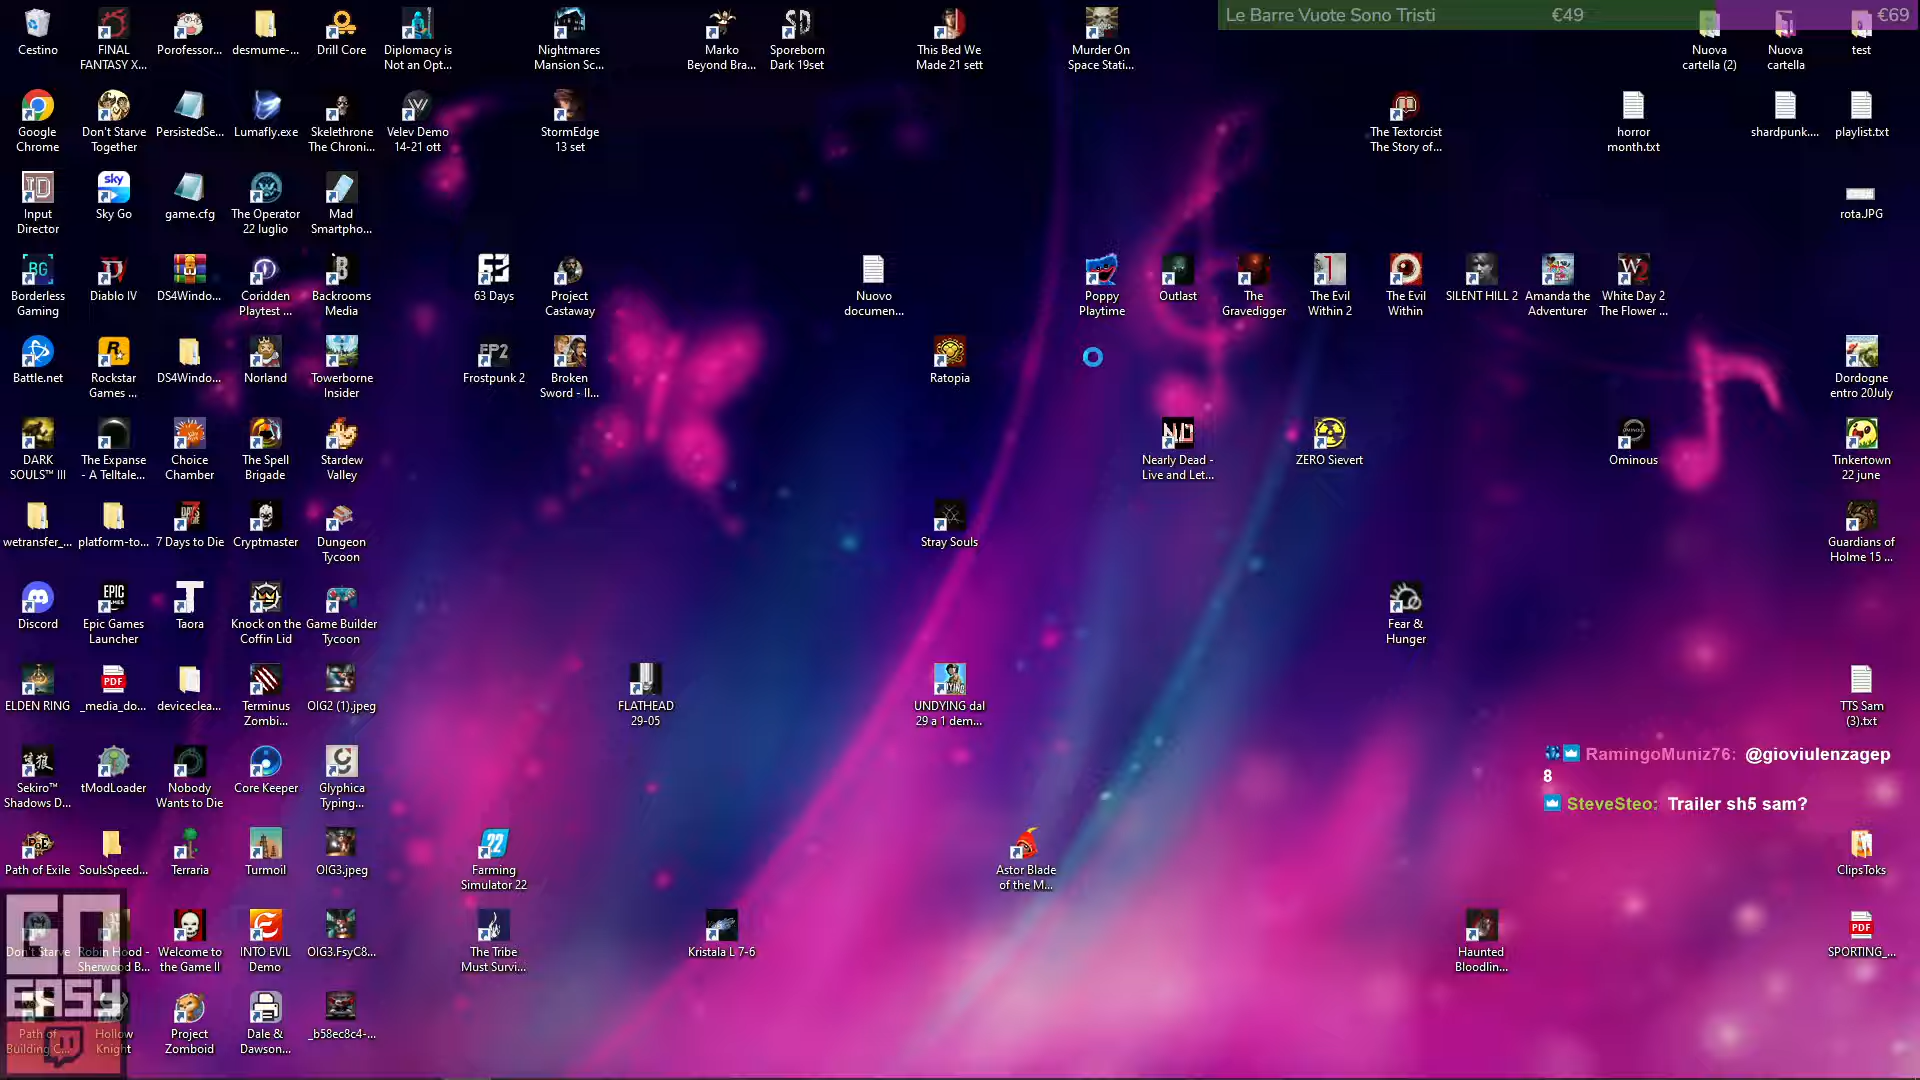 Le Barre Vuote Sono Tristi €49 €69
Cestino
FINAL
FANTASY X...
Porofessor...
desmume-...
Drill Core
Diplomacy is
Not an Opt...
Nightmares
Mansion Sc...
Marko
Beyond Bra...
Sporeborn
Dark 19set
This Bed We
Made 21 sett
Murder On
Space Stati...
Nuova
cartella (2)
Nuova
cartella
test
Google
Chrome
Don't Starve
Together
PersistedSe...
Lumafly.exe
Skelethrone
The Chroni...
Velev Demo
14-21 ott
StormEdge
13 set
The Textorcist
The Story of...
horror
month.txt
shardpunk....
playlist.txt
Input
Director
sky
Sky Go
game.cfg
The Operator
22 luglio
Mad
Smartpho...
rota.JPG
Borderless
Gaming
Diablo IV
DS4Windo...
Coridden
Playtest ...
Backrooms
Media
63 Days
Project
Castaway
Nuovo
documen...
Poppy
Playtime
Outlast
The
Gravedigger
The Evil
Within 2
The Evil
Within
SILENT HILL 2
Amanda the
Adventurer
White Day 2
The Flower ...
Battle.net
Rockstar
Games ...
DS4Windo...
Norland
Towerborne
Insider
FP2
Frostpunk 2
Broken
Sword - Il...
Ratopia
Dordogne
entro 20July
DARK
SOULS™ III
The Expanse
- A Telltale...
Choice
Chamber
The Spell
Brigade
Stardew
Valley
Nearly Dead -
Live and Let...
ZERO Sievert
Ominous
Tinkertown
22 june
wetransfer_...
platform-to...
7 Days to Die
Cryptmaster
Dungeon
Tycoon
Stray Souls
Guardians of
Holme 15 ...
Discord
EPIC
GAMES
Epic Games
Launcher
Taora
Knock on the
Coffin Lid
Game Builder
Tycoon
Fear &
Hunger
ELDEN RING
PDF
_media_do...
deviceclea...
Terminus
Zombi...
OIG2 (1).jpeg
FLATHEAD
29-05
UNDYING dal
29 a 1 dem...
TTS Sam
(3).txt
RamingoMuniz76: @gioviulenzagep
8
SteveSteo: Trailer sh5 sam?
Sekiro™
Shadows D...
tModLoader
Nobody
Wants to Die
Core Keeper
Glyphica
Typing...
Path of Exile
SoulsSpeed...
Terraria
Turmoil
OIG3.jpeg
22
Farming
Simulator 22
Astor Blade
of the M...
ClipsToks
GO
EASY
Don't Starve
Robin Hood -
Sherwood B...
Welcome to
the Game II
INTO EVIL
Demo
OIG3.FsyC8...
The Tribe
Must Survi...
Kristala L 7-6
Haunted
Bloodlin...
PDF
SPORTING_...
Path of
Building C...
Hollow
Knight
Project
Zomboid
Dale &
Dawson...
_b58ec8c4-...